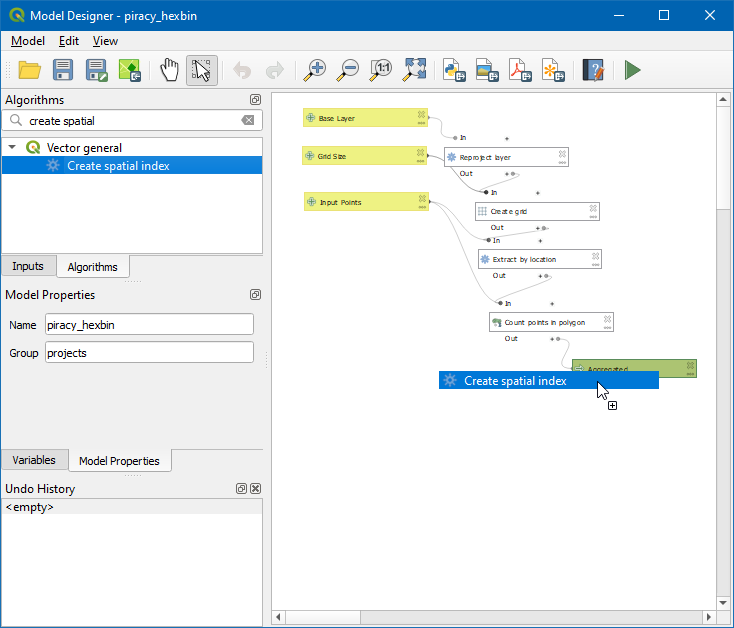 Model Designer - piracy_hexbin
Model Edit View
1:1
Algorithms
create spatial
Vector general
Create spatial index
Inputs Algorithms
Model Properties
Name piracy_hexbin
Group projects
Variables Model Properties
Undo History
<empty>
Base Layer
In
Grid Size
Reproject layer
Out
In
Input Points
Create grid
Out
In
Extract by location
Out
In
Count points in polygon
Out
Aggregated
Create spatial index